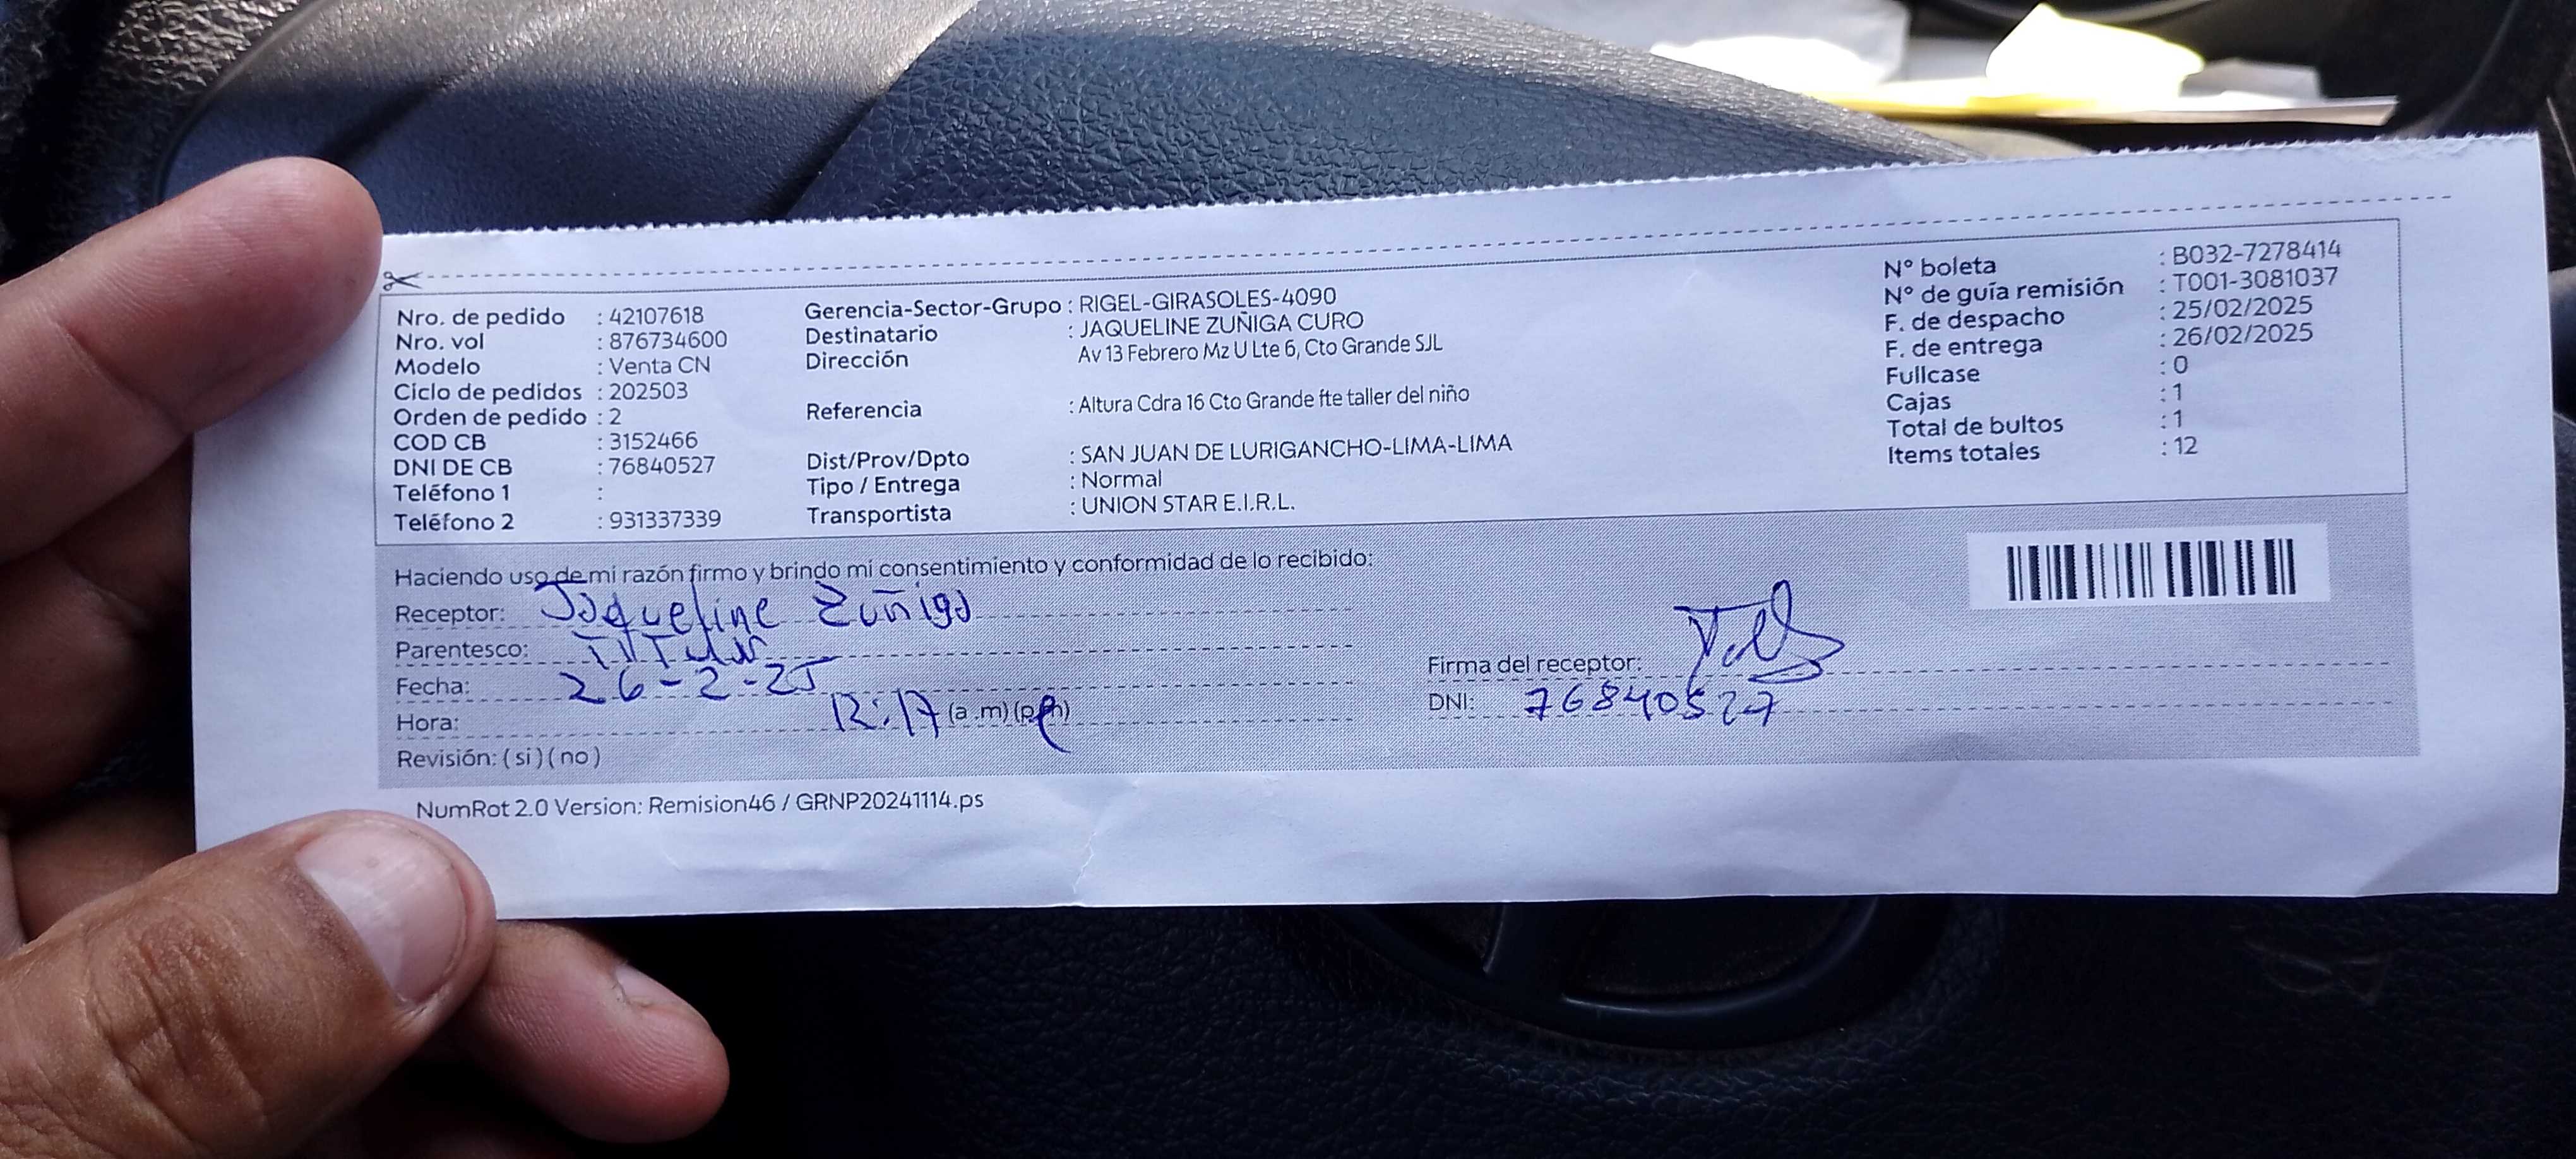 Nro. de pedido : 42107618
Nro. vol : 876734600
Modelo : Venta CN
Ciclo de pedidos : 202503
Orden de pedido : 2
COD CB : 3152466
DNI DE CB : 76840527
Teléfono 1 :
Teléfono 2 : 931337339
Gerencia-Sector-Grupo : RIGEL-GIRASOLES-4090
Destinatario : JAQUELINE ZUÑIGA CURO
Dirección Av 13 Febrero Mz U Lte 6, Cto Grande SJL
Referencia : Altura Cdra 16 Cto Grande fte taller del niño
Dist/Prov/Dpto : SAN JUAN DE LURIGANCHO-LIMA-LIMA
Tipo / Entrega : Normal
Transportista : UNION STAR E.I.R.L.
N° boleta : B032-7278414
N° de guía remisión : T001-3081037
F. de despacho : 25/02/2025
F. de entrega : 26/02/2025
Fullcase : 0
Cajas : 1
Total de bultos : 1
Items totales : 12
Haciendo uso de mi razón firmo y brindo mi consentimiento y conformidad de lo recibido:
Receptor: Jaqueline Zuñiga
Parentesco: Titular
Fecha: 26-2-25
Hora: 12:17 (a .m) (p.m)
Revisión: ( si ) ( no )
Firma del receptor:
DNI: 76840527
NumRot 2.0 Version: Remision46 / GRNP20241114.ps